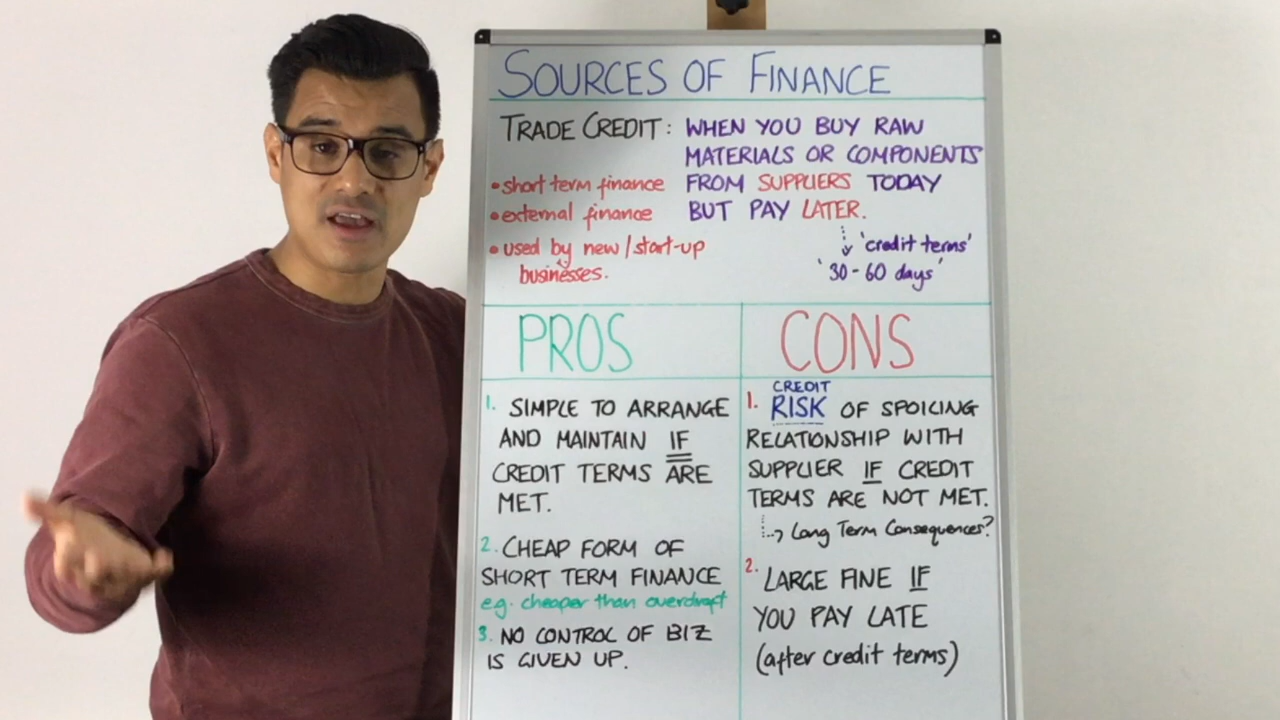 SOURCES OF FINANCE
TRADE CREDIT: WHEN YOU BUY RAW
MATERIALS OR COMPONENTS
FROM SUPPLIERS TODAY
BUT PAY LATER.
'credit terms'
'30-60 days'
• short term finance
• external finance
• used by new/start-up
businesses.
PROS
1. SIMPLE TO ARRANGE
AND MAINTAIN IF
CREDIT TERMS ARE
MET.
2. CHEAP FORM OF
SHORT TERM FINANCE
e.g. cheaper than overdraft
3. NO CONTROL OF BIZ
IS GIVEN UP.
CONS
CREDIT
1. RISK OF SPOILING
RELATIONSHIP WITH
SUPPLIER IF CREDIT
TERMS ARE NOT MET.
Long Term Consequences?
2. LARGE FINE IF
YOU PAY LATE
(after credit terms)